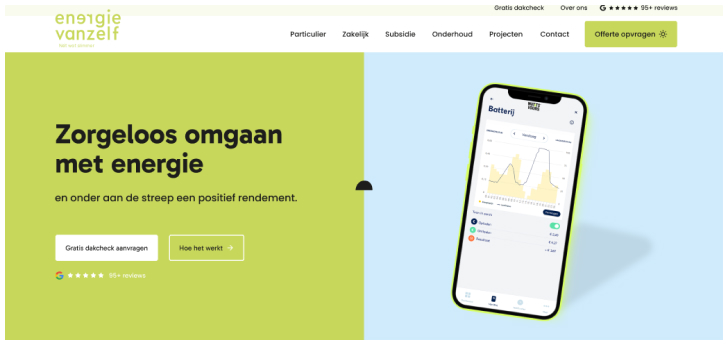 Gratis dakcheck Over ons G ★★★★★ 95+ reviews
energie
vanzelf
Particulier Zakelijk Subsidie Onderhoud Projecten Contact Offerte opvragen
Zorgeloos omgaan
met energie
en onder aan de streep een positief rendement.
Gratis dakcheck aanvragen Hoe het werkt →
G ★★★★★ 95+ reviews
Batterij
Vandaag